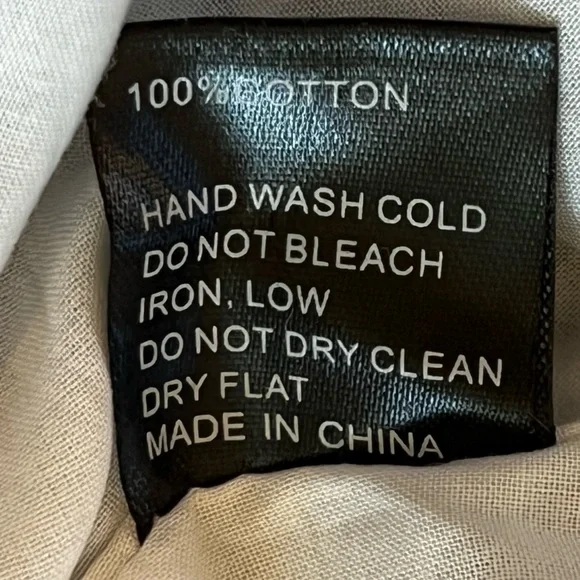 100% COTTON
HAND WASH COLD
DO NOT BLEACH
IRON, LOW
DO NOT DRY CLEAN
DRY FLAT
MADE IN CHINA